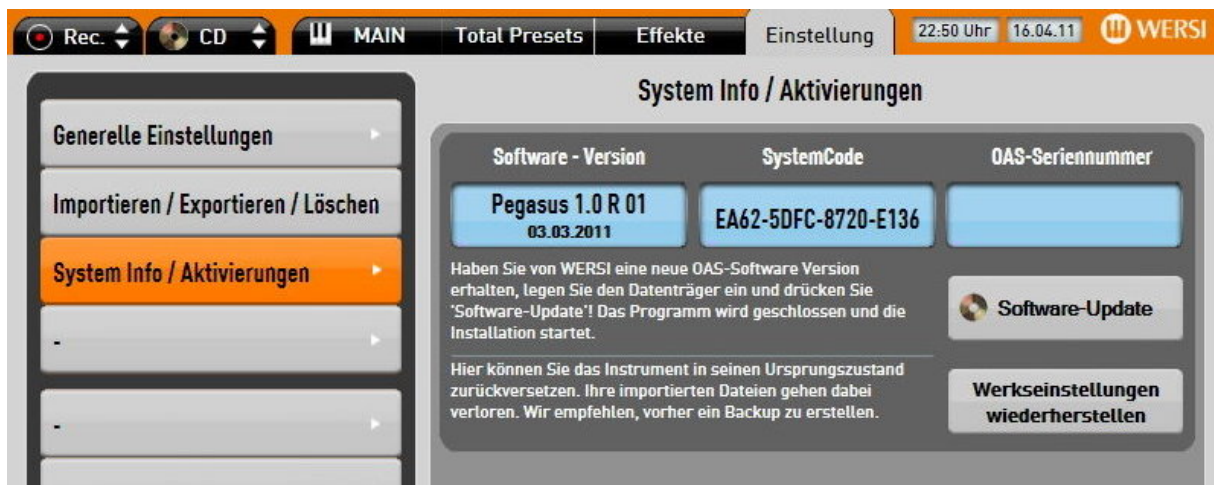 Rec. CD MAIN Total Presets Effekte Einstellung 22:50 Uhr 16.04.11 WERSI
System Info / Aktivierungen
Generelle Einstellungen
Importieren / Exportieren / Löschen
System Info / Aktivierungen
-
-
Software - Version
SystemCode
OAS-Seriennummer
Pegasus 1.0 R 01
03.03.2011
EA62-5DFC-8720-E136
Haben Sie von WERSI eine neue OAS-Software Version
erhalten, legen Sie den Datenträger ein und drücken Sie
'Software-Update'! Das Programm wird geschlossen und die
Installation startet.
Software-Update
Hier können Sie das Instrument in seinen Ursprungszustand
zurückversetzen. Ihre importierten Dateien gehen dabei
verloren. Wir empfehlen, vorher ein Backup zu erstellen.
Werkseinstellungen
wiederherstellen